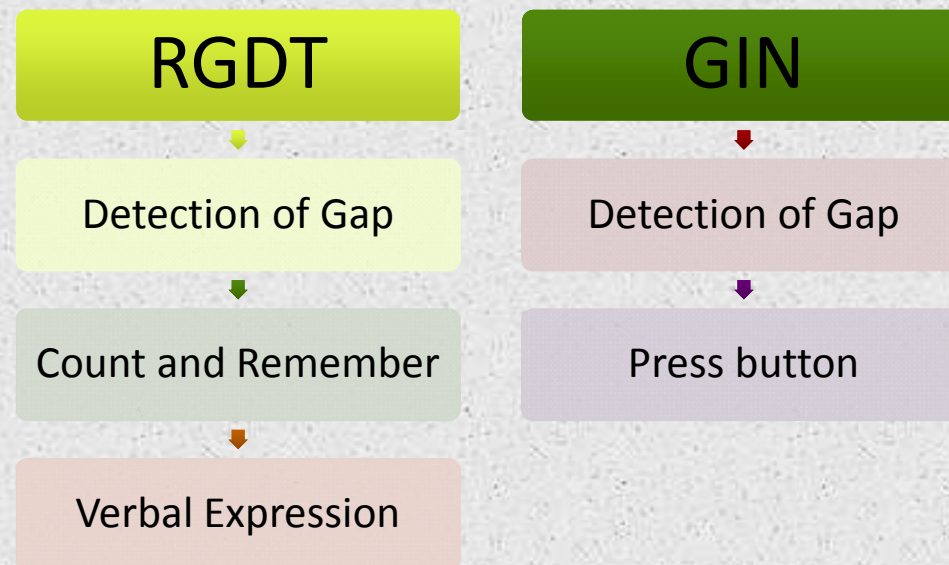 RGDT
Detection of Gap
Count and Remember
Verbal Expression
GIN
Detection of Gap
Press button